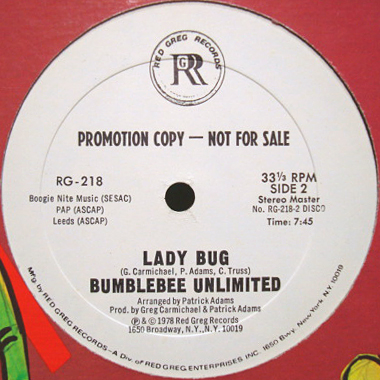 RED GREG RECORDS
RGR
PROMOTION COPY — NOT FOR SALE
RG-218
Boogie Nite Music (SESAC)
PAP (ASCAP)
Leeds (ASCAP)
33⅓ RPM
SIDE 2
Stereo Master
No. RG-218-2 DISCO
Time: 7:45
LADY BUG
(G. Carmichael, P. Adams, C. Truss)
BUMBLEBEE UNLIMITED
Arranged by Patrick Adams
Prod. by Greg Carmichael & Patrick Adams
℗ & © 1978 Red Greg Records
1650 Broadway, N.Y., N.Y. 10019
Mfg. by RED GREG RECORDS—A Div. of RED GREG ENTERPRISES, INC. 1650 Bwy. New York, N.Y. 10019